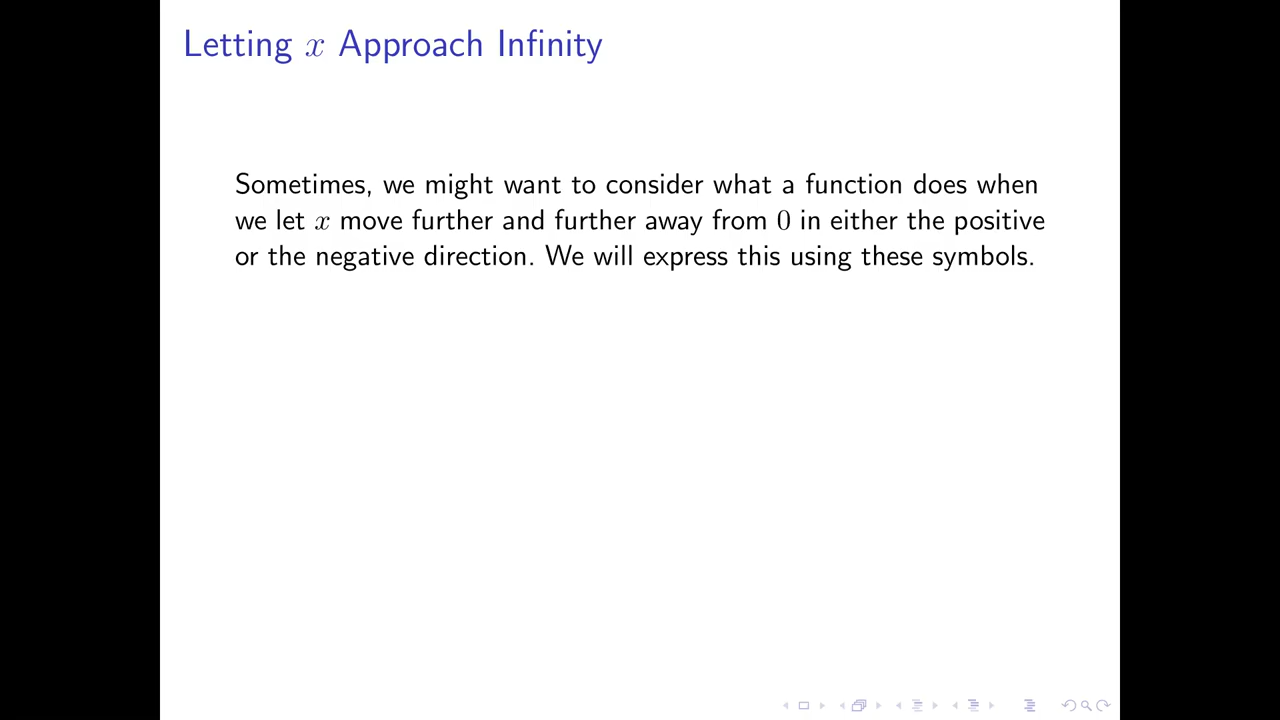 Letting x Approach Infinity
Sometimes, we might want to consider what a function does when
we let x move further and further away from 0 in either the positive
or the negative direction. We will express this using these symbols.